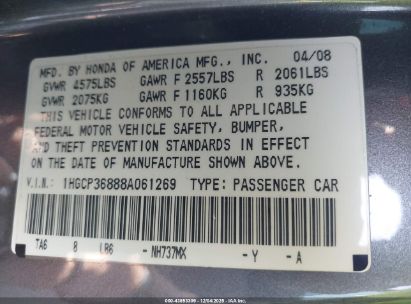 MFD. BY HONDA OF AMERICA MFG., INC. 04/08
GVWR 4575LBS GAWR F 2557LBS R 2061LBS
GVWR 2075KG GAWR F 1160KG R 935KG
THIS VEHICLE CONFORMS TO ALL APPLICABLE
FEDERAL MOTOR VEHICLE SAFETY, BUMPER,
AND THEFT PREVENTION STANDARDS IN EFFECT
ON THE DATE OF MANUFACTURE SHOWN ABOVE.
V.I.N.: 1HGCP36888A061269 TYPE: PASSENGER CAR
TA6 8 LB6 -NH737MX -Y -A